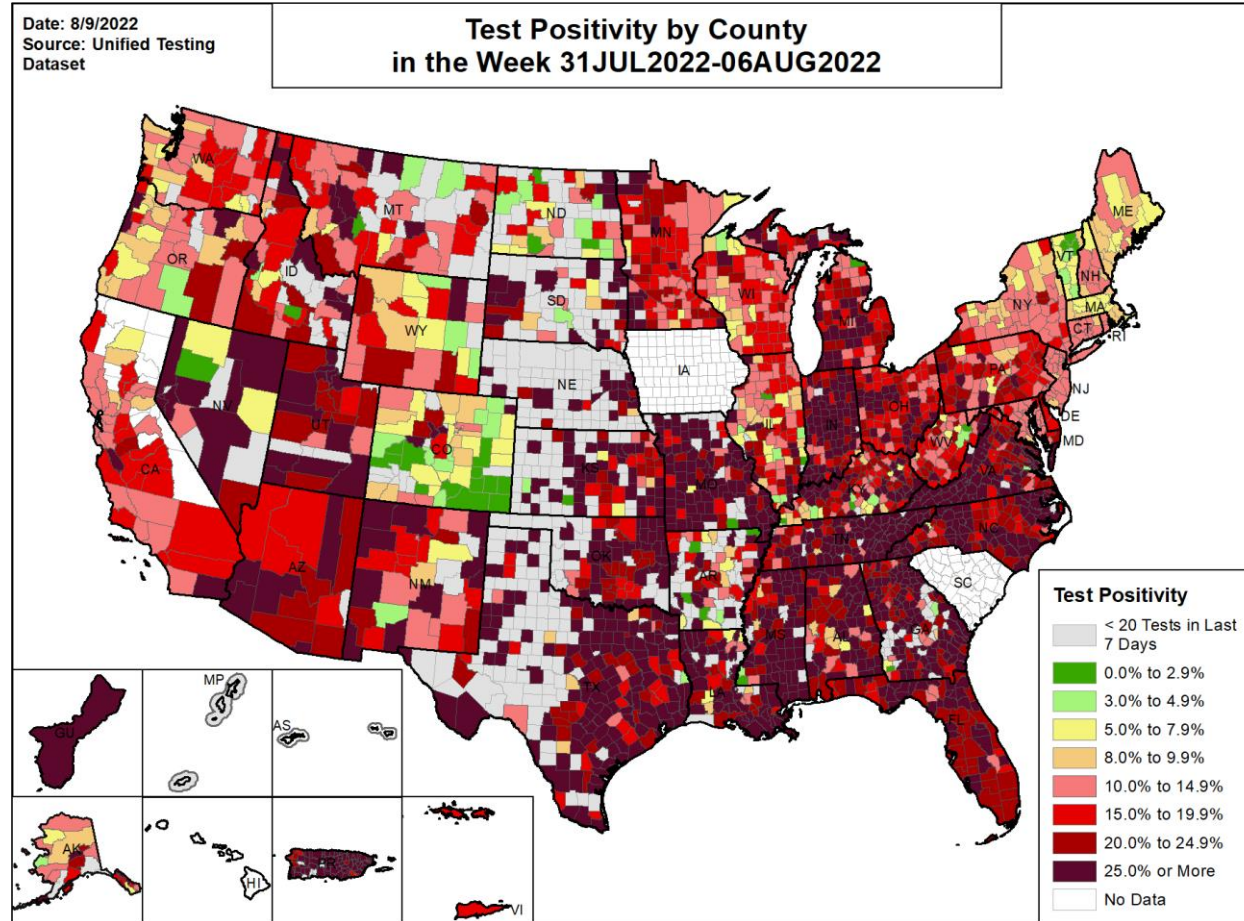 Date: 8/9/2022
Source: Unified Testing
Dataset
Test Positivity by County
in the Week 31JUL2022-06AUG2022
WA
MT
ND
MN
ME
OR
ID
SD
WI
VT
NH
NY
MA
CT
RI
WY
MI
IA
NE
PA
NJ
NV
UT
CO
IL
IN
OH
DE
MD
WV
CA
KS
MO
KY
VA
AZ
NM
OK
AR
TN
NC
SC
TX
LA
MS
AL
GA
FL
GU
MP
AS
AK
HI
PR
VI
Test Positivity
< 20 Tests in Last
7 Days
0.0% to 2.9%
3.0% to 4.9%
5.0% to 7.9%
8.0% to 9.9%
10.0% to 14.9%
15.0% to 19.9%
20.0% to 24.9%
25.0% or More
No Data